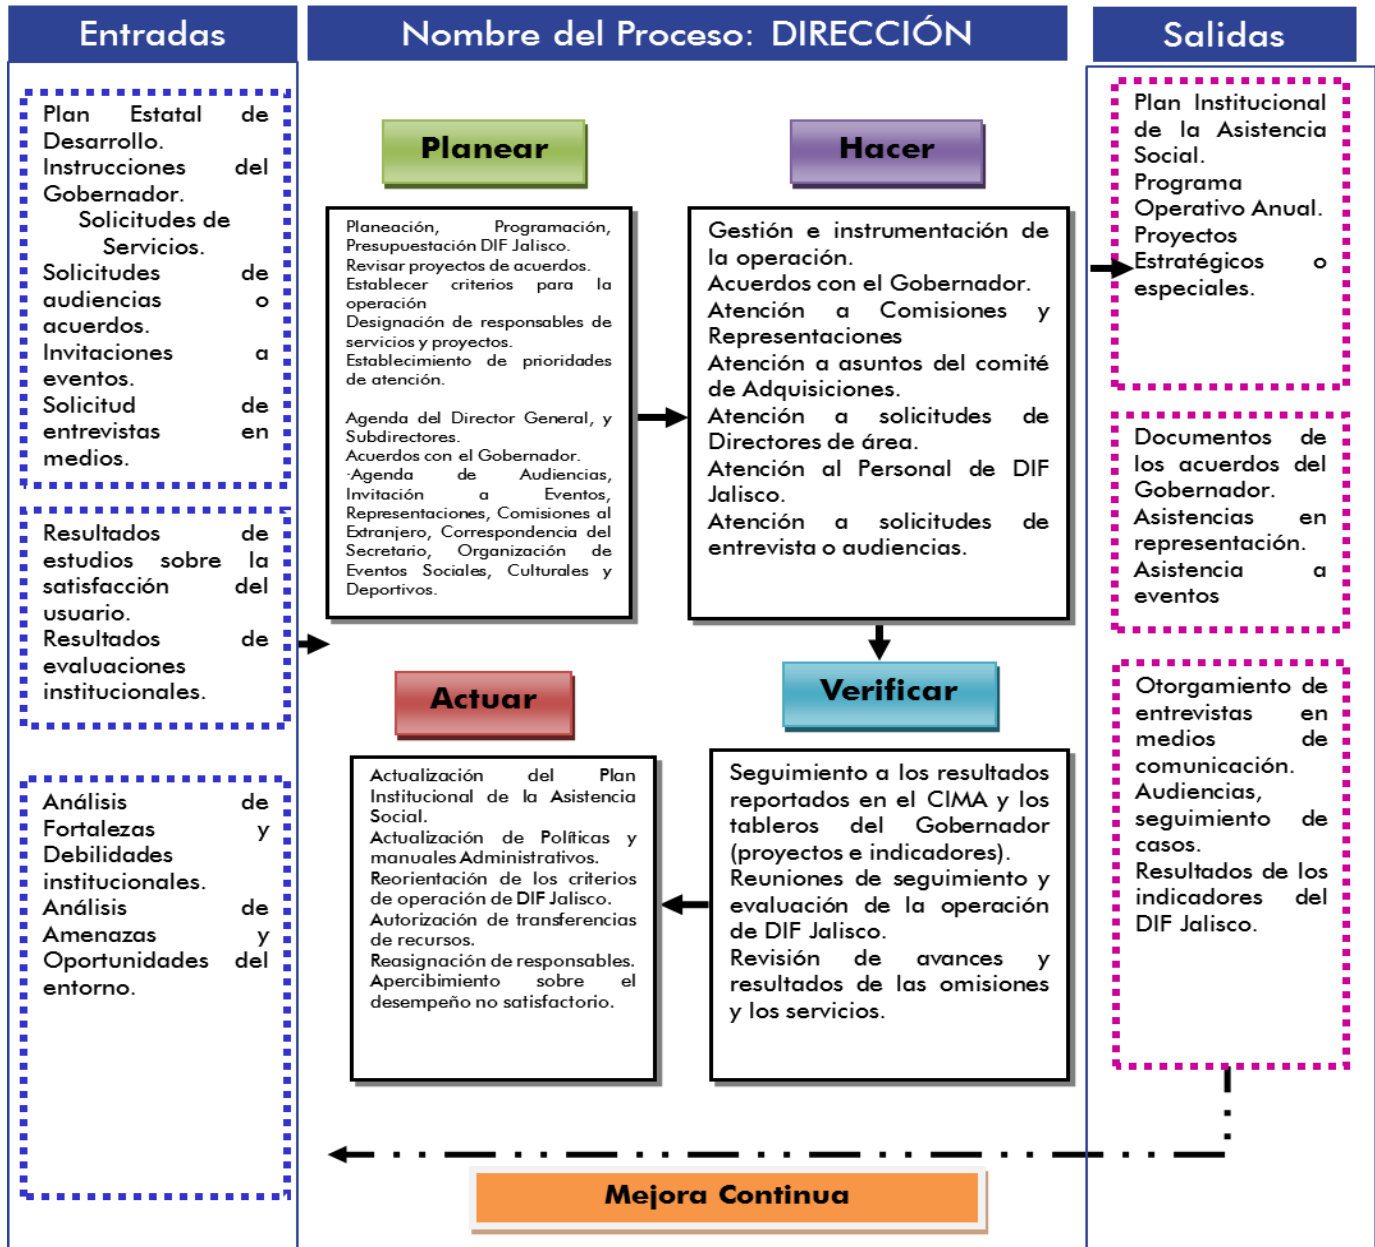 Entradas
Plan Estatal de
Desarrollo.
Instrucciones del
Gobernador.
Solicitudes de
Servicios.
Solicitudes de
audiencias o
acuerdos.
Invitaciones a
eventos.
Solicitud de
entrevistas en
medios.
Resultados de
estudios sobre la
satisfacción del
usuario.
Resultados de
evaluaciones
institucionales.
Análisis de
Fortalezas y
Debilidades
institucionales.
Análisis de
Amenazas y
Oportunidades del
entorno.
Nombre del Proceso: DIRECCIÓN
Planear
Planeación, Programación,
Presupuestación DIF Jalisco.
Revisar proyectos de acuerdos.
Establecer criterios para la
operación
Designación de responsables de
servicios y proyectos.
Establecimiento de prioridades
de atención.
Agenda del Director General, y
Subdirectores.
Acuerdos con el Gobernador.
·Agenda de Audiencias,
Invitación a Eventos,
Representaciones, Comisiones al
Extranjero, Correspondencia del
Secretario, Organización de
Eventos Sociales, Culturales y
Deportivos.
Hacer
Gestión e instrumentación de
la operación.
Acuerdos con el Gobernador.
Atención a Comisiones y
Representaciones
Atención a asuntos del comité
de Adquisiciones.
Atención a solicitudes de
Directores de área.
Atención al Personal de DIF
Jalisco.
Atención a solicitudes de
entrevista o audiencias.
Actuar
Actualización del Plan
Institucional de la Asistencia
Social.
Actualización de Políticas y
manuales Administrativos.
Reorientación de los criterios
de operación de DIF Jalisco.
Autorización de transferencias
de recursos.
Reasignación de responsables.
Apercibimiento sobre el
desempeño no satisfactorio.
Verificar
Seguimiento a los resultados
reportados en el CIMA y los
tableros del Gobernador
(proyectos e indicadores).
Reuniones de seguimiento y
evaluación de la operación
de DIF Jalisco.
Revisión de avances y
resultados de las omisiones
y los servicios.
Mejora Continua
Salidas
Plan Institucional
de la Asistencia
Social.
Programa
Operativo Anual.
Proyectos
Estratégicos o
especiales.
Documentos de
los acuerdos del
Gobernador.
Asistencias en
representación.
Asistencia a
eventos
Otorgamiento de
entrevistas en
medios de
comunicación.
Audiencias,
seguimiento de
casos.
Resultados de los
indicadores del
DIF Jalisco.